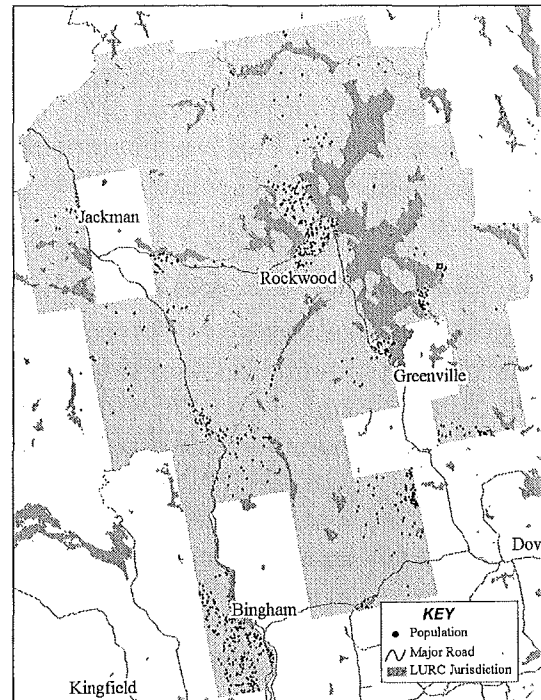 Jackman
Rockwood
Greenville
Dov
Bingham
Kingfield
KEY
Population
Major Road
LURC Jurisdiction